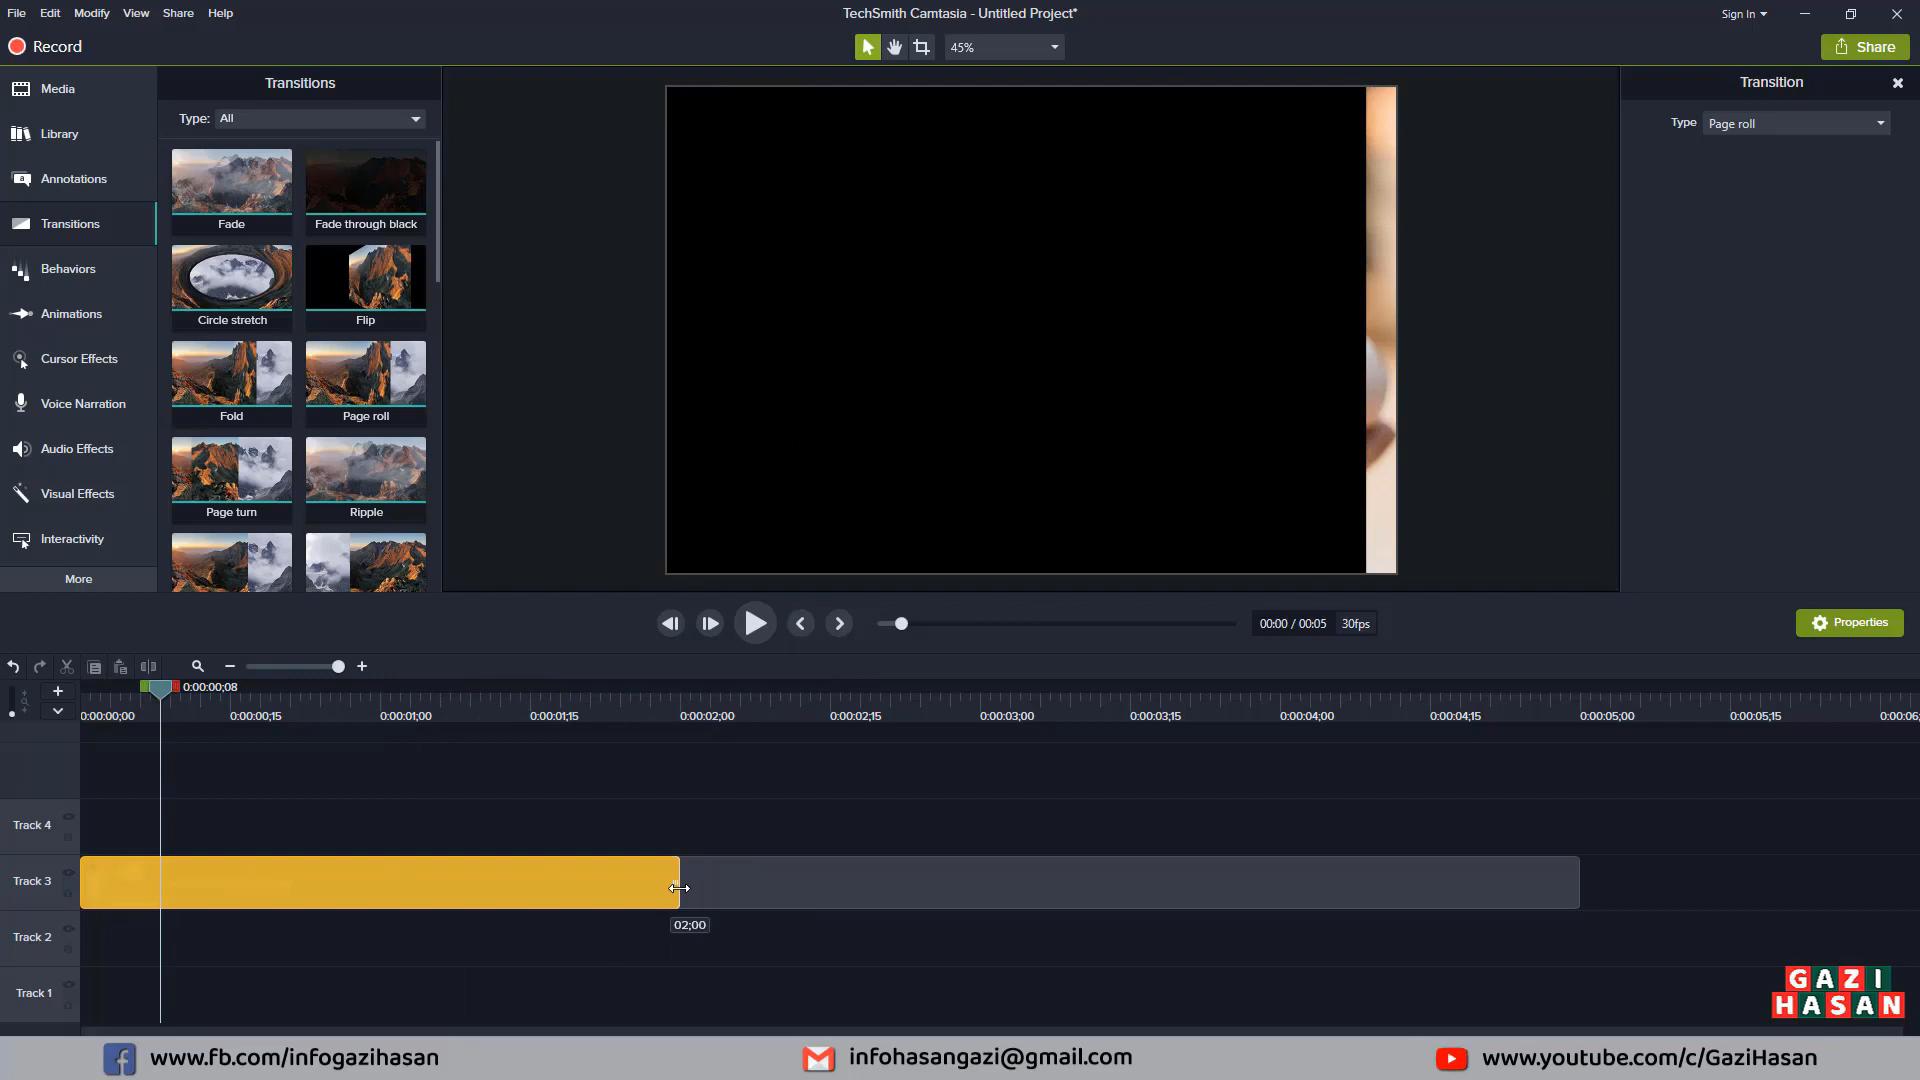 File Edit Modify View Share Help
TechSmith Camtasia - Untitled Project*
Sign In
Record
45%
Share
Media
Library
Annotations
Transitions
Behaviors
Animations
Cursor Effects
Voice Narration
Audio Effects
Visual Effects
Interactivity
More
Transitions
Type: All
Fade
Fade through black
Circle stretch
Flip
Fold
Page roll
Page turn
Ripple
Transition
Type Page roll
00:00 / 00:05 30fps
Properties
0:00:00;08
0:00:00;00 0:00:00;15 0:00:01;00 0:00:01;15 0:00:02;00 0:00:02;15 0:00:03;00 0:00:03;15 0:00:04;00 0:00:04;15 0:00:05;00 0:00:05;15 0:00:06;
Track 4
Track 3
02;00
Track 2
Track 1
GAZI
HASAN
www.fb.com/infogazihasan
infohasangazi@gmail.com
www.youtube.com/c/GaziHasan